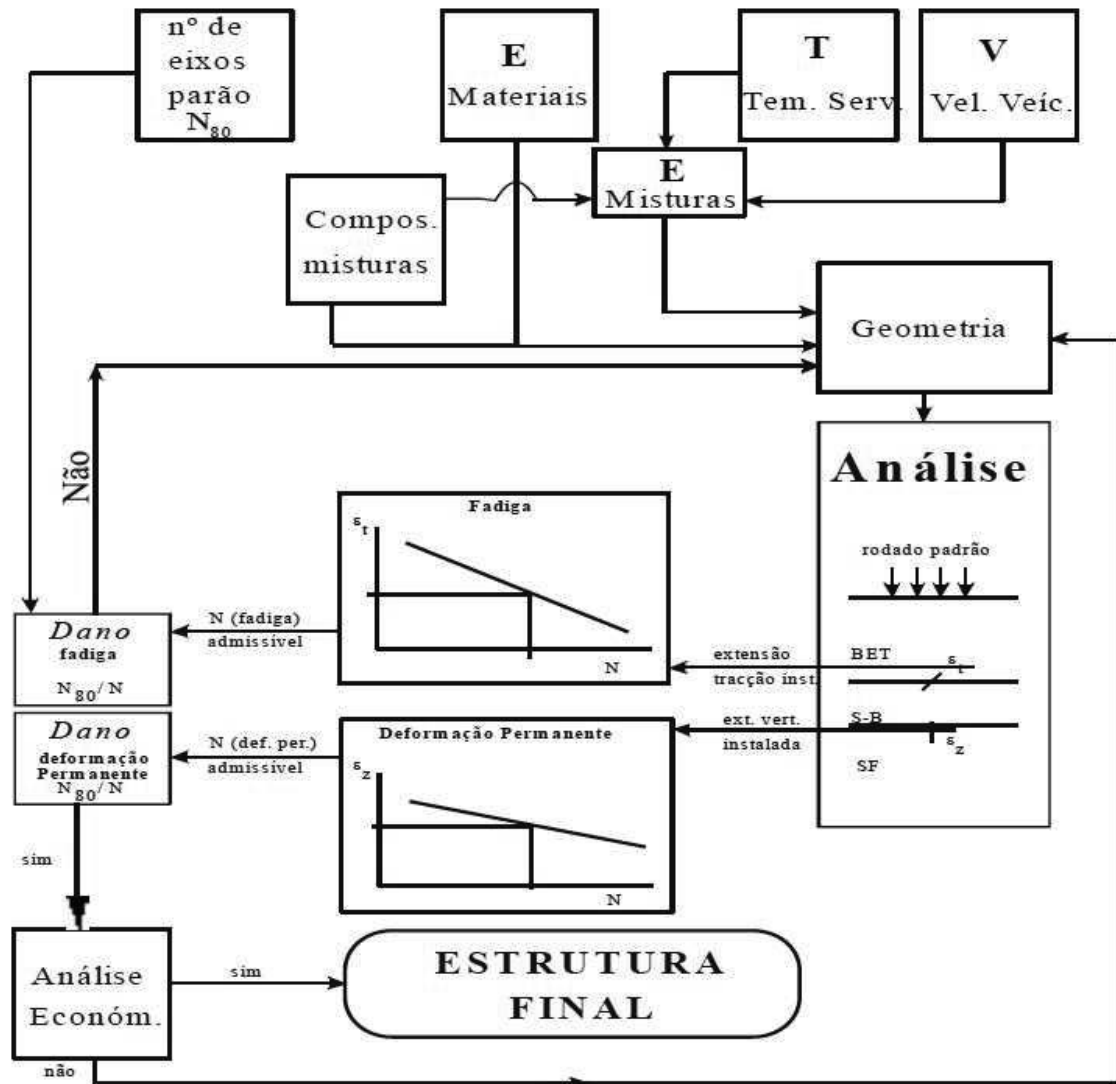 nº de
eixos
parão
N80
E
Materiais
T
Tem. Serv.
V
Vel. Veíc.
E
Misturas
Compos.
misturas
Geometria
Análise
rodado padrão
BET
εt
S-B
εz
SF
Não
Fadiga
εt
N
extensão
tracção inst.
N (fadiga)
admissível
Dano
fadiga
N80/N
Deformação Permanente
εz
N
ext. vert.
instalada
N (def. per.)
admissível
Dano
deformação
Permanente
N80/N
sim
Análise
Económ.
sim
ESTRUTURA
FINAL
não